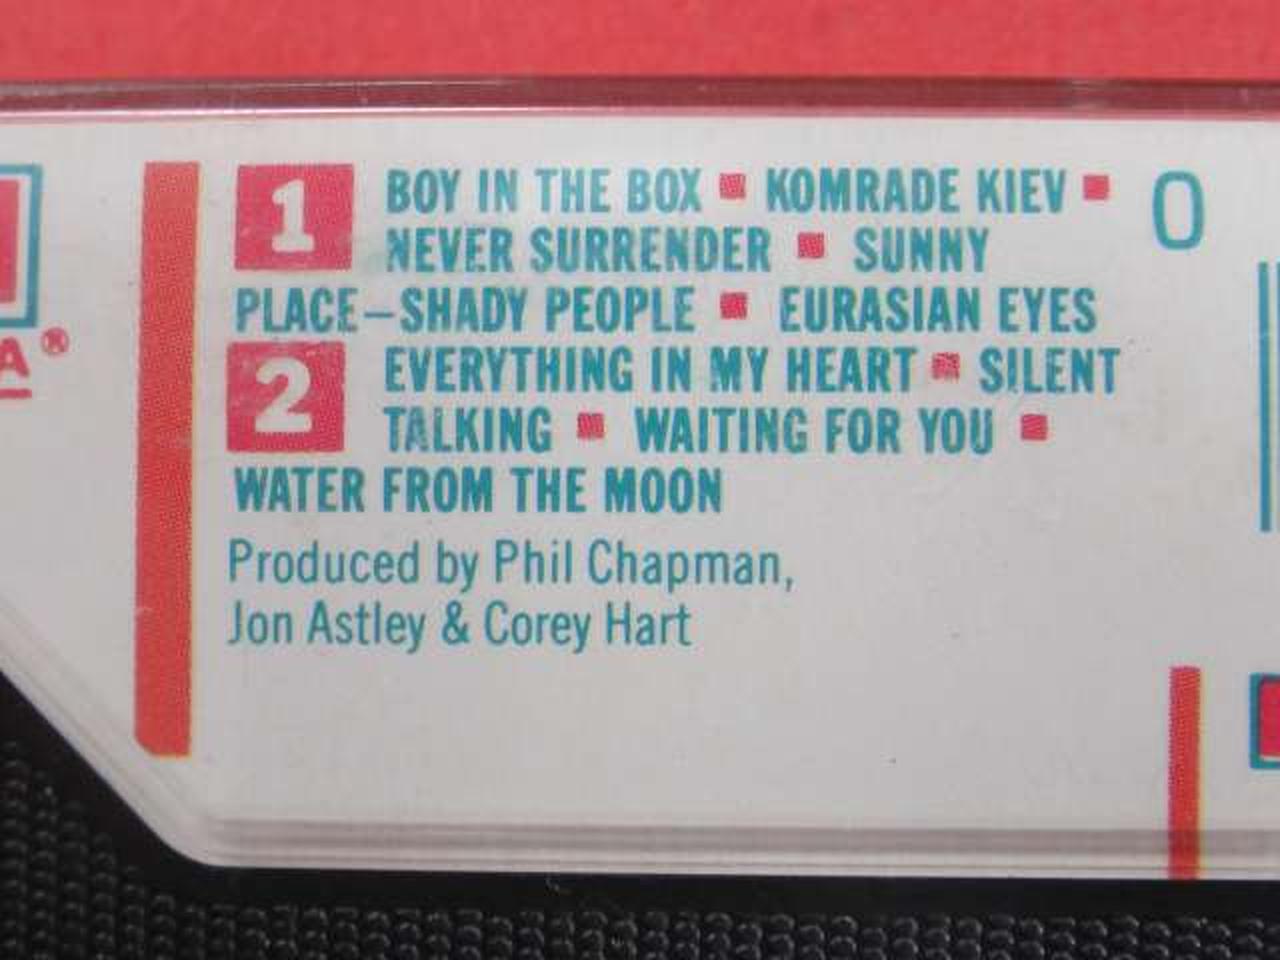 1 BOY IN THE BOX ▪ KOMRADE KIEV ▪
NEVER SURRENDER ▪ SUNNY
PLACE–SHADY PEOPLE ▪ EURASIAN EYES
2 EVERYTHING IN MY HEART ▪ SILENT
TALKING ▪ WAITING FOR YOU ▪
WATER FROM THE MOON
Produced by Phil Chapman,
Jon Astley & Corey Hart
0
A®